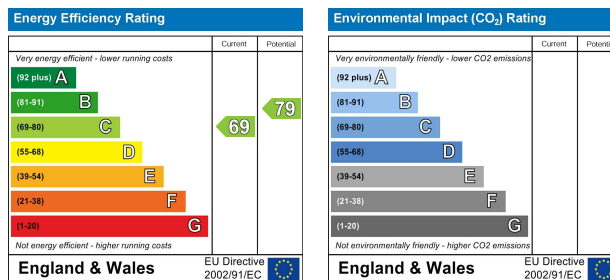 Energy Efficiency Rating
Current Potential
Very energy efficient - lower running costs
(92 plus) A
(81-91) B
79
(69-80) C
69
(55-68) D
(39-54) E
(21-38) F
(1-20) G
Not energy efficient - higher running costs
England & Wales
EU Directive
2002/91/EC
Environmental Impact (CO₂) Rating
Current Potential
Very environmentally friendly - lower CO2 emissions
(92 plus) A
(81-91) B
(69-80) C
(55-68) D
(39-54) E
(21-38) F
(1-20) G
Not environmentally friendly - higher CO2 emissions
England & Wales
EU Directive
2002/91/EC